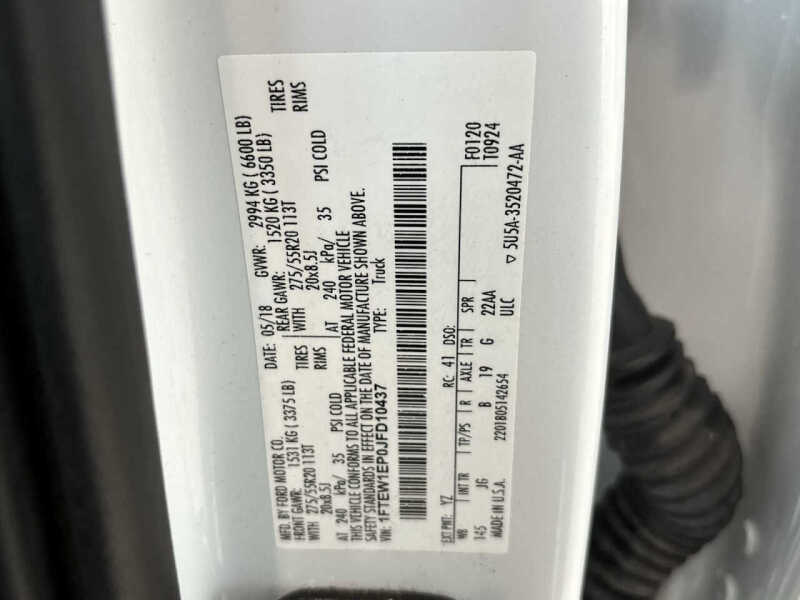 MFD. BY FORD MOTOR CO.
DATE: 05/18 GVWR: 2994 KG ( 6600 LB)
FRONT GAWR: 1531 KG ( 3375 LB) REAR GAWR: 1520 KG ( 3350 LB)
WITH 275/55R20 113T TIRES WITH 275/55R20 113T TIRES
20x8.5J RIMS 20x8.5J RIMS
AT 240 kPa/ 35 PSI COLD AT 240 kPa/ 35 PSI COLD
THIS VEHICLE CONFORMS TO ALL APPLICABLE FEDERAL MOTOR VEHICLE
SAFETY STANDARDS IN EFFECT ON THE DATE OF MANUFACTURE SHOWN ABOVE.
1FTEW1EP0JFD10437 TYPE: Truck
F0120
T0924
EXT PNT: YZ RC: 41 DSO:
WB INT TR TP/PS R AXLE TR SPR
145 JG B 19 G 22AA
MADE IN U.S.A. 2201805142654 ULC
▽ 5U5A-3520472-AA